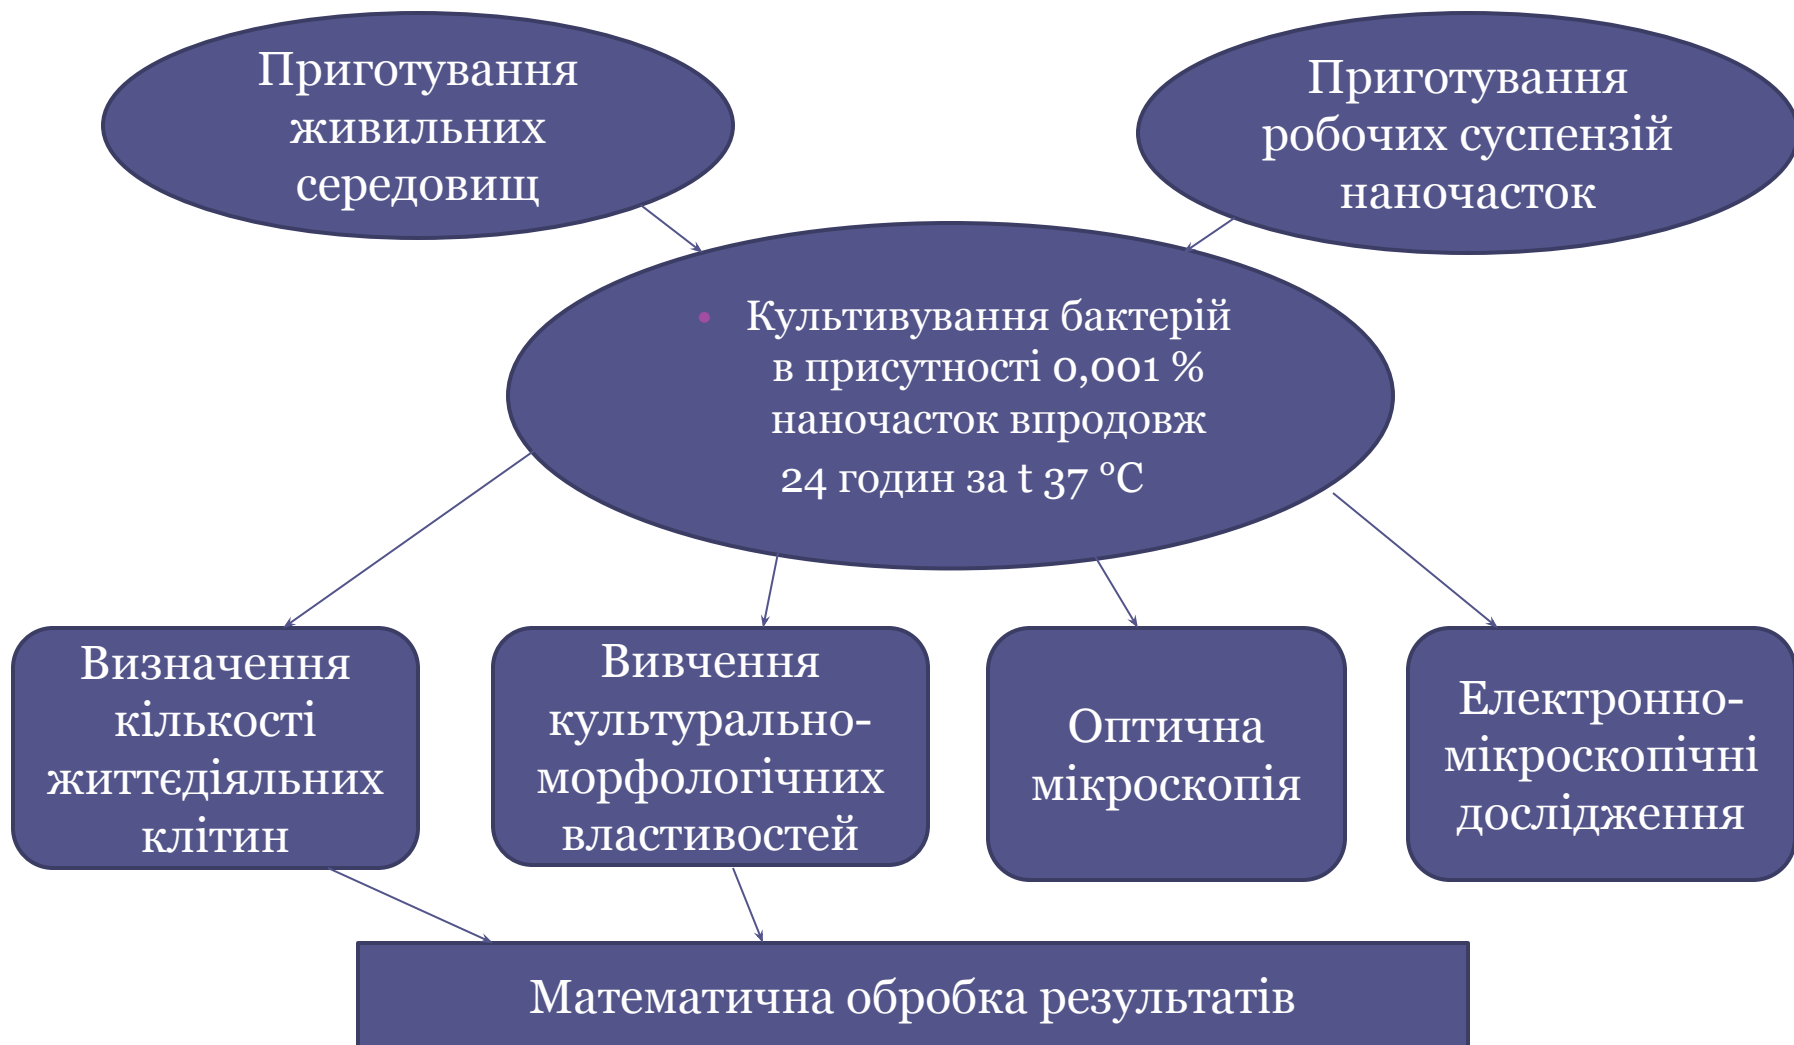 Приготування
живильних
середовищ
Приготування
робочих суспензій
наночасток
• Культивування бактерій
в присутності 0,001 %
наночасток впродовж
24 годин за t 37 °C
Визначення
кількості
життєдіяльних
клітин
Вивчення
культурально-
морфологічних
властивостей
Оптична
мікроскопія
Електронно-
мікроскопічні
дослідження
Математична обробка результатів